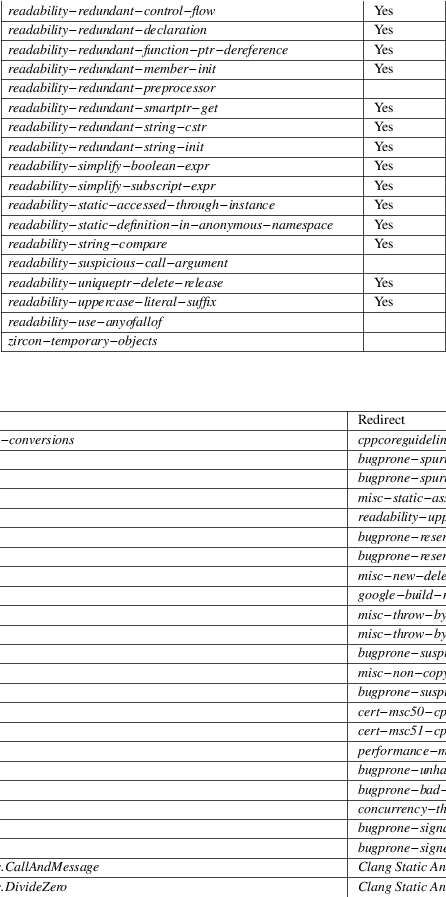 readability-redundant-control-flow Yes
readability-redundant-declaration Yes
readability-redundant-function-ptr-dereference Yes
readability-redundant-member-init Yes
readability-redundant-preprocessor
readability-redundant-smartptr-get Yes
readability-redundant-string-cstr Yes
readability-redundant-string-init Yes
readability-simplify-boolean-expr Yes
readability-simplify-subscript-expr Yes
readability-static-accessed-through-instance Yes
readability-static-definition-in-anonymous-namespace Yes
readability-string-compare Yes
readability-suspicious-call-argument
readability-uniqueptr-delete-release Yes
readability-uppercase-literal-suffix Yes
readability-use-anyofallof
zircon-temporary-objects
Redirect
-conversions cppcoreguidelin
bugprone-spuri
bugprone-spuri
misc-static-ass
readability-upp
bugprone-reser
bugprone-reser
misc-new-dele
google-build-n
misc-throw-by
misc-throw-by
bugprone-suspi
misc-non-copy
bugprone-suspi
cert-msc50-cp
cert-msc51-cp
performance-m
bugprone-unha
bugprone-bad-
concurrency-th
bugprone-signa
bugprone-signe
.CallAndMessage Clang Static An
.DivideZero Clang Static An